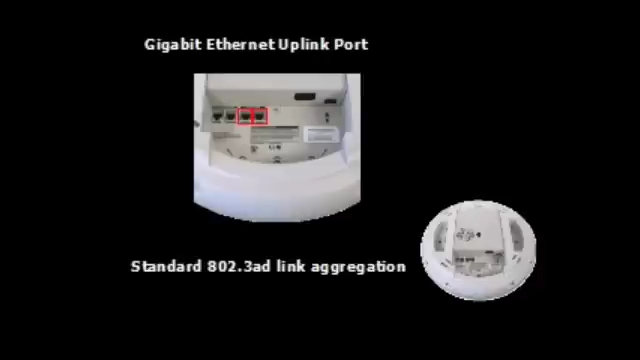 Gigabit Ethernet Uplink Port
Standard 802.3ad link aggregation